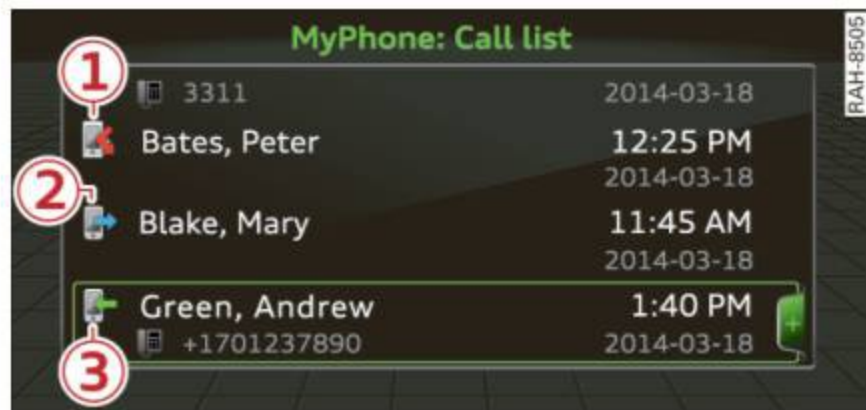 MyPhone: Call list
RAH-8505
1
3311 2014-03-18
Bates, Peter 12:25 PM
2014-03-18
2
Blake, Mary 11:45 AM
2014-03-18
Green, Andrew 1:40 PM
+1701237890 2014-03-18
3